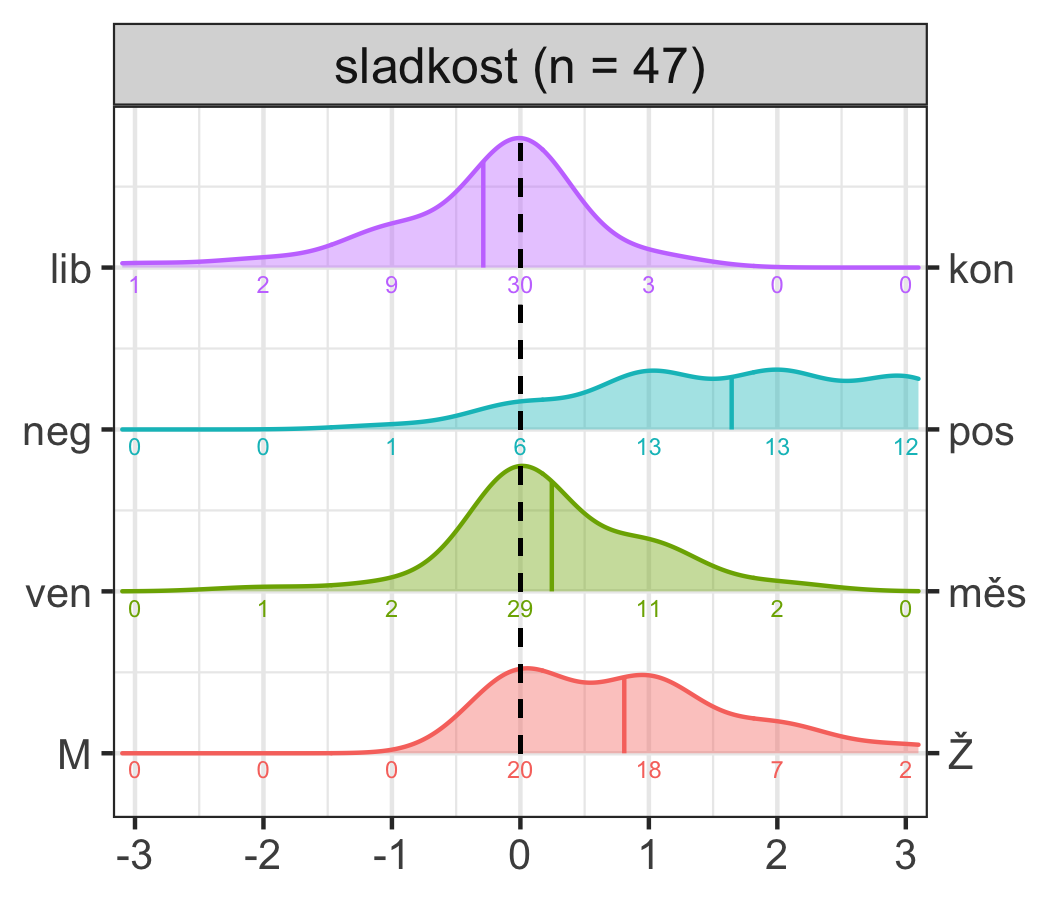 sladkost (n = 47)
lib kon
1 2 9 30 3 0 0
neg pos
0 0 1 6 13 13 12
ven měs
0 1 2 29 11 2 0
M Ž
0 0 0 20 18 7 2
-3 -2 -1 0 1 2 3